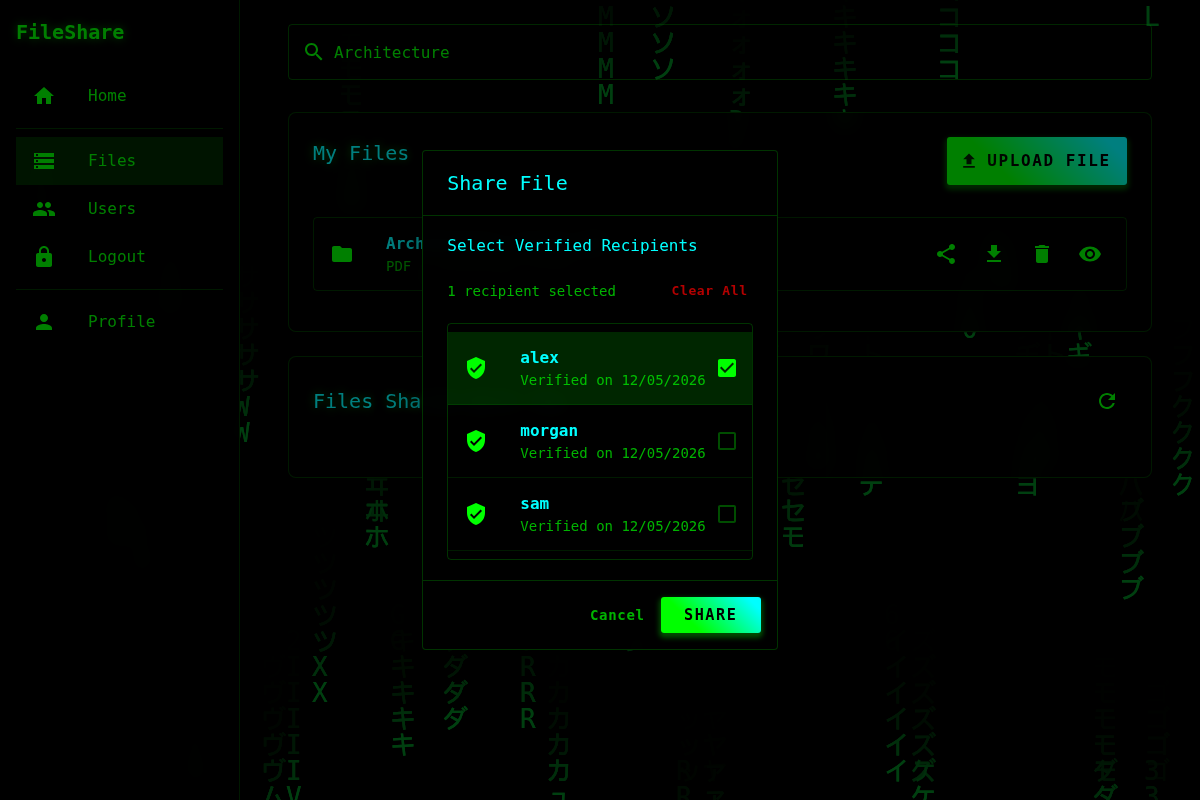 FileShare
Home
Files
Users
Logout
Profile
Architecture
My Files
UPLOAD FILE
Arch
PDF
Files Sha
Share File
Select Verified Recipients
1 recipient selected
Clear All
alex
Verified on 12/05/2026
morgan
Verified on 12/05/2026
sam
Verified on 12/05/2026
Cancel
SHARE